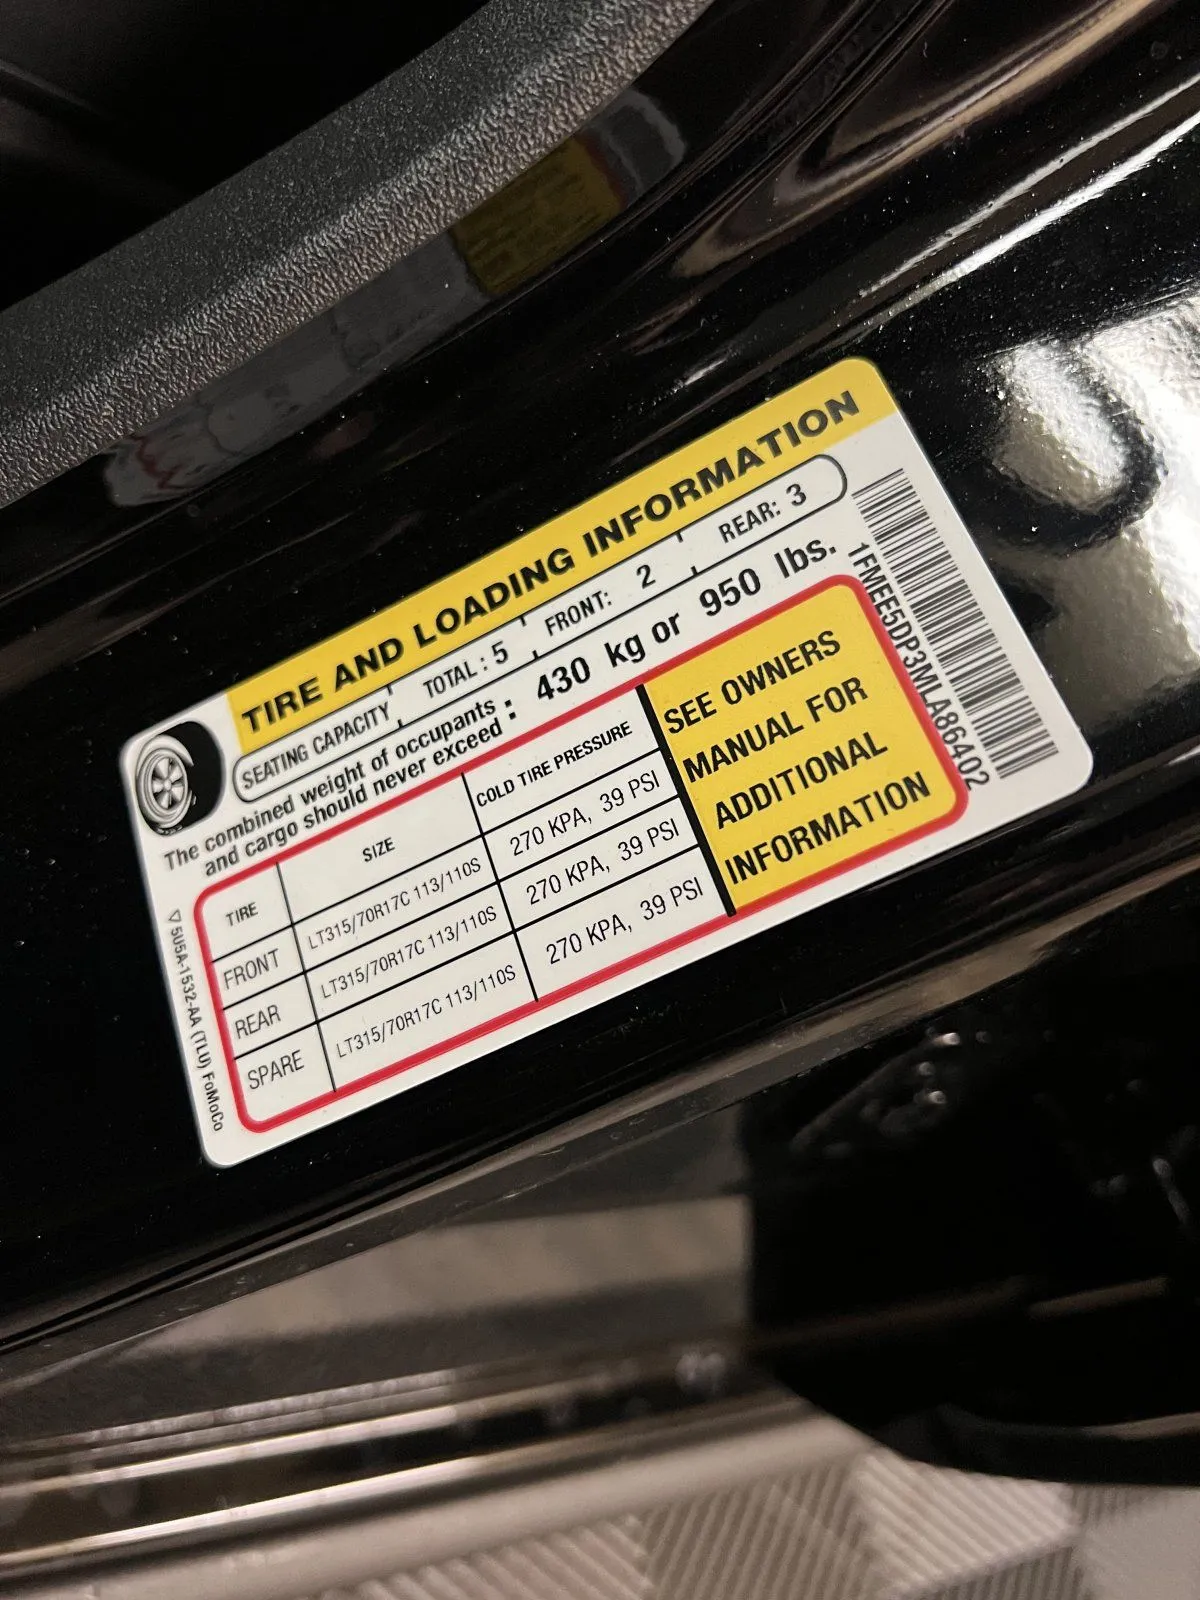 TIRE AND LOADING INFORMATION
SEATING CAPACITY TOTAL : 5 FRONT: 2 REAR: 3
The combined weight of occupants
and cargo should never exceed : 430 kg or 950 lbs.
TIRE SIZE COLD TIRE PRESSURE
FRONT LT315/70R17C 113/110S 270 KPA, 39 PSI
REAR LT315/70R17C 113/110S 270 KPA, 39 PSI
SPARE LT315/70R17C 113/110S 270 KPA, 39 PSI
SEE OWNERS
MANUAL FOR
ADDITIONAL
INFORMATION
1FMEE5DP3MLA86402
5U5A-1532-AA (TLU) FoMoCo